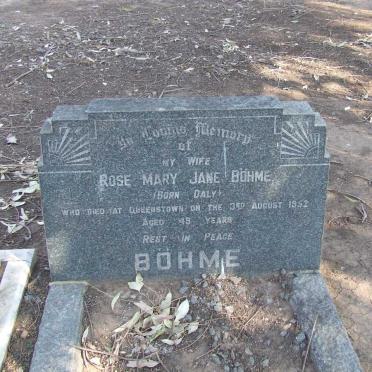 In Loving Memory
of
MY WIFE
ROSE MARY JANE BÖHME,
(BORN DALY)
WHO DIED AT QUEENSTOWN ON THE 3RD AUGUST 1952
AGED 49 YEARS
REST IN PEACE
BÖHME